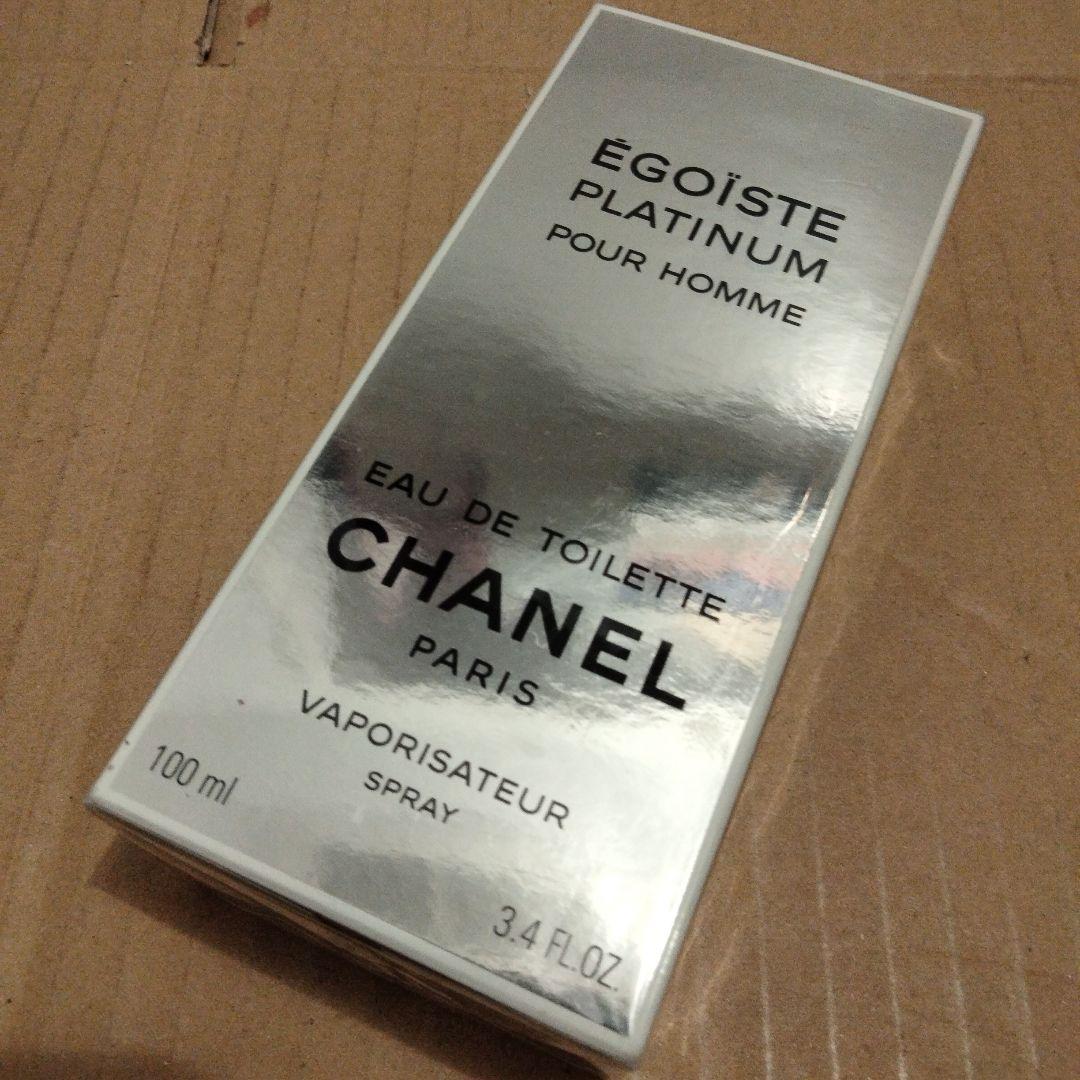 ÉGOÏSTE
PLATINUM
POUR HOMME
EAU DE TOILETTE
CHANEL
PARIS
VAPORISATEUR
SPRAY
100 ml
3.4 FL.OZ.